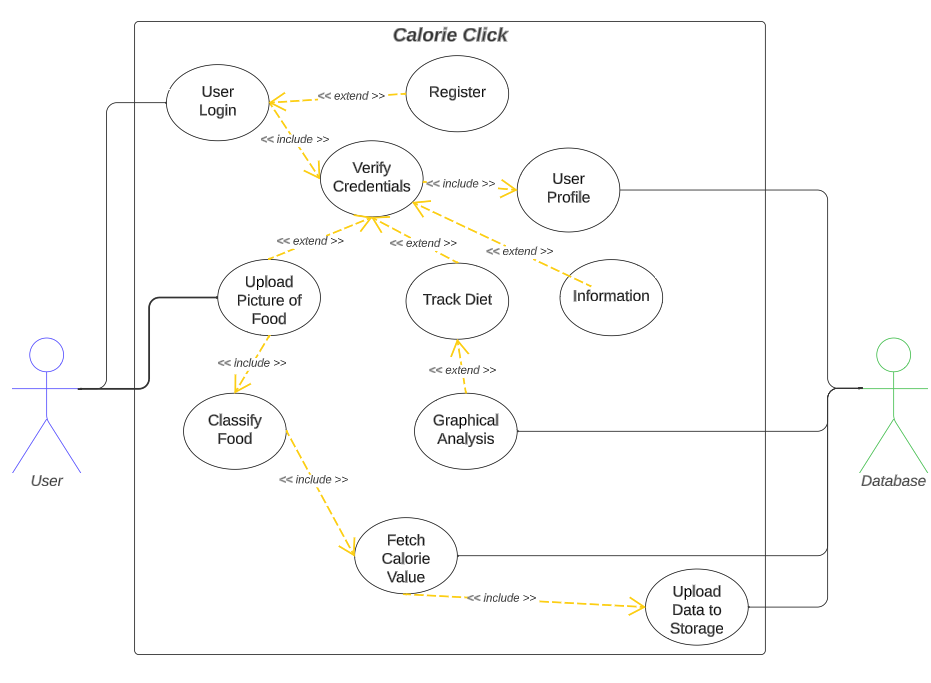 Calorie Click
User
Login
<< extend >>
Register
<< include >>
Verify
Credentials
<< include >>
User
Profile
<< extend >>
<< extend >>
<< extend >>
Upload
Picture of
Food
Track Diet
Information
<< include >>
<< extend >>
Classify
Food
Graphical
Analysis
User
Database
<< include >>
Fetch
Calorie
Value
<< include >>
Upload
Data to
Storage